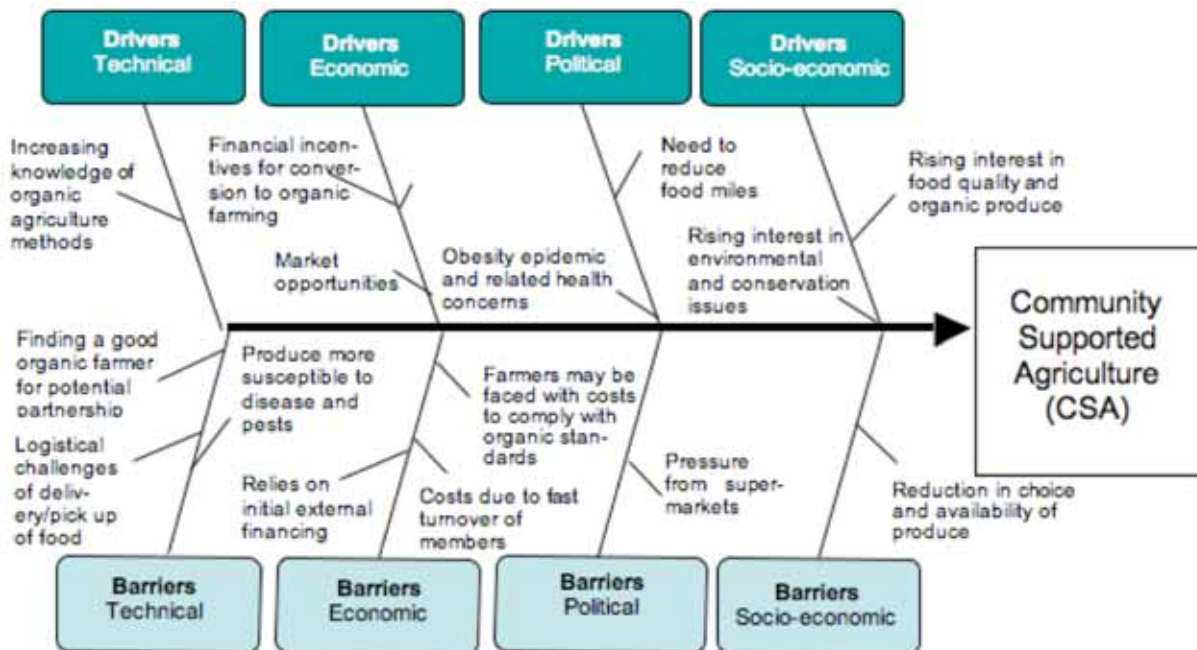 Drivers
Technical
Drivers
Economic
Drivers
Political
Drivers
Socio-economic
Increasing
knowledge of
organic
agriculture
methods
Financial incen-
tives for conver-
sion to organic
farming
Market
opportunities
Need to
reduce
food miles
Obesity epidemic
and related health
concerns
Rising interest in
food quality and
organic produce
Rising interest in
environmental
and conservation
issues
Community
Supported
Agriculture
(CSA)
Finding a good
organic farmer
for potential
partnership
Logistical
challenges
of deliv-
ery/pick up
of food
Produce more
susceptible to
disease and
pests
Relies on
initial external
financing
Farmers may be
faced with costs
to comply with
organic stan-
dards
Costs due to fast
turnover of
members
Pressure
from super-
markets
Reduction in choice
and availability of
produce
Barriers
Technical
Barriers
Economic
Barriers
Political
Barriers
Socio-economic